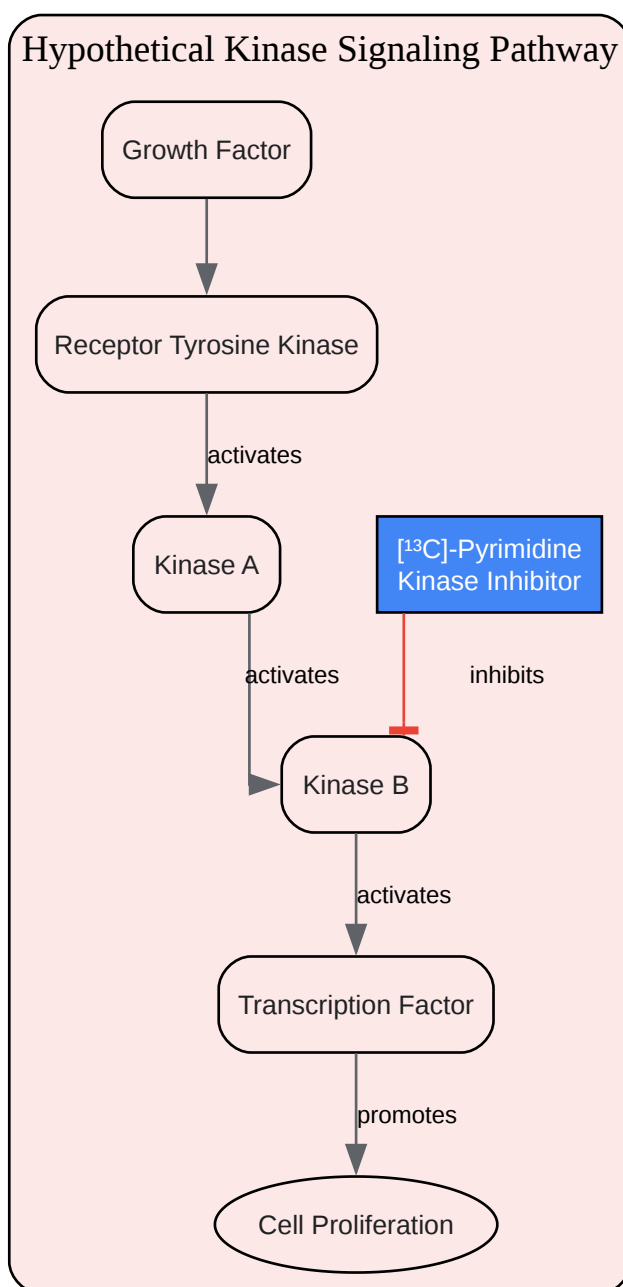 Hypothetical Kinase Signaling Pathway
Growth Factor
Receptor Tyrosine Kinase
activates
Kinase A
[¹³C]-Pyrimidine
Kinase Inhibitor
activates
inhibits
Kinase B
activates
Transcription Factor
promotes
Cell Proliferation